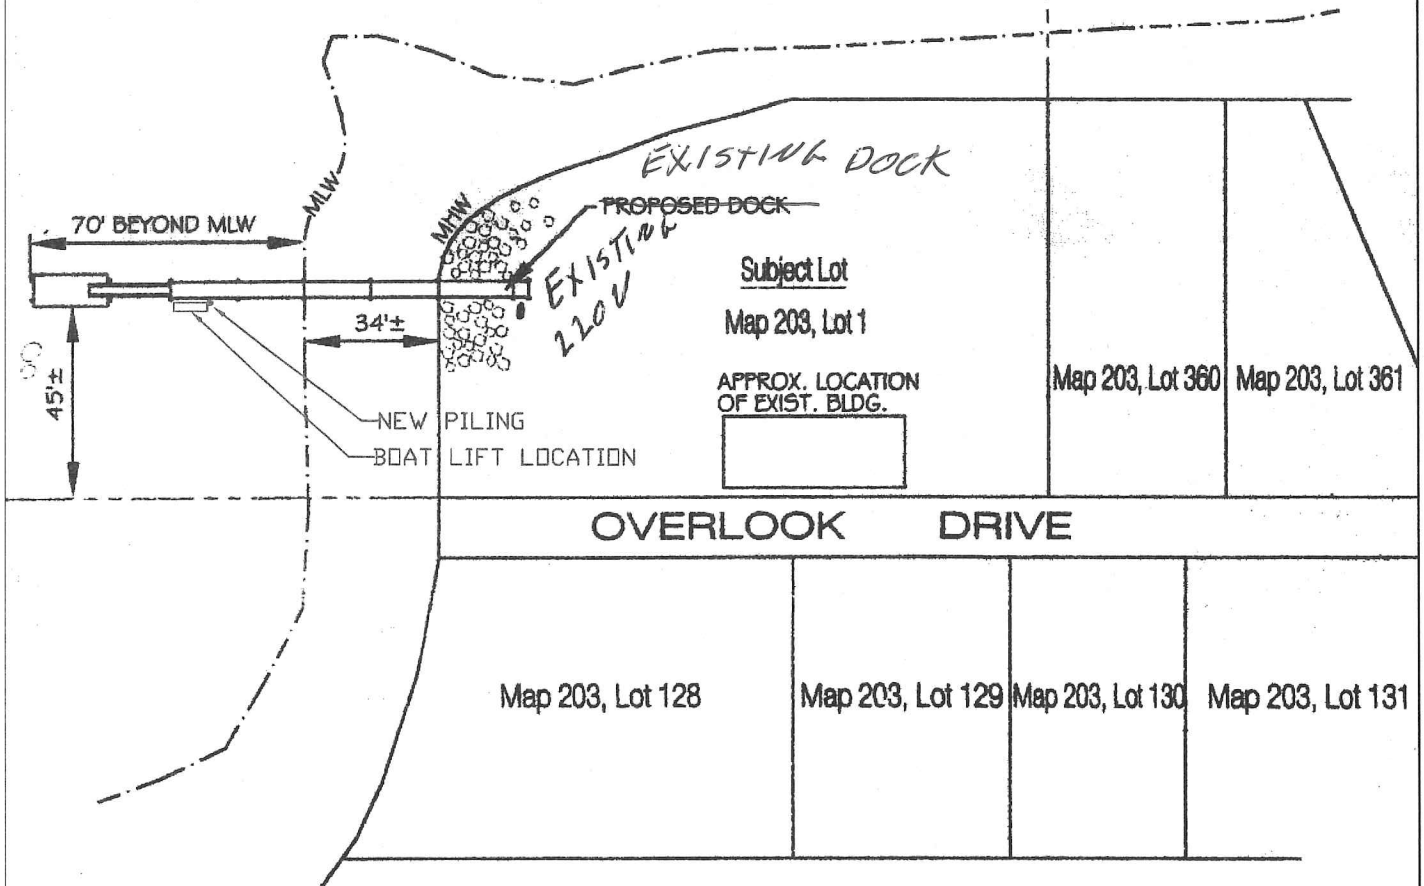 EXISTING DOCK
PROPOSED DOCK
EXISTING
220V
70' BEYOND MLW
MLW
MHW
34'±
45'±
Subject Lot
Map 203, Lot 1
APPROX. LOCATION
OF EXIST. BLDG.
Map 203, Lot 360
Map 203, Lot 361
NEW PILING
BOAT LIFT LOCATION
OVERLOOK DRIVE
Map 203, Lot 128
Map 203, Lot 129
Map 203, Lot 130
Map 203, Lot 131